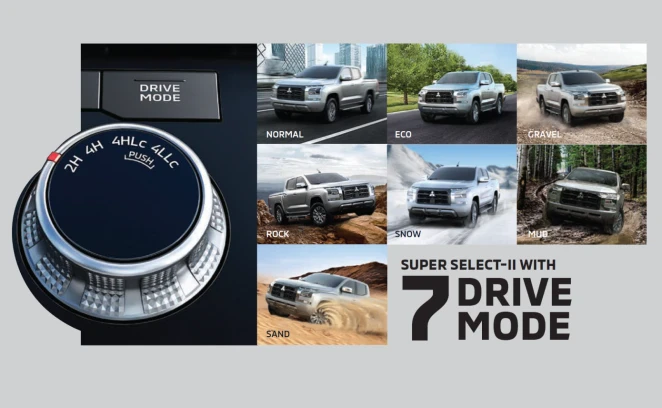 DRIVE
MODE
2H 4H 4HLc 4LLc
PUSH
NORMAL
ECO
GRAVEL
ROCK
SNOW
MUD
SAND
SUPER SELECT-II WITH
7 DRIVE
MODE